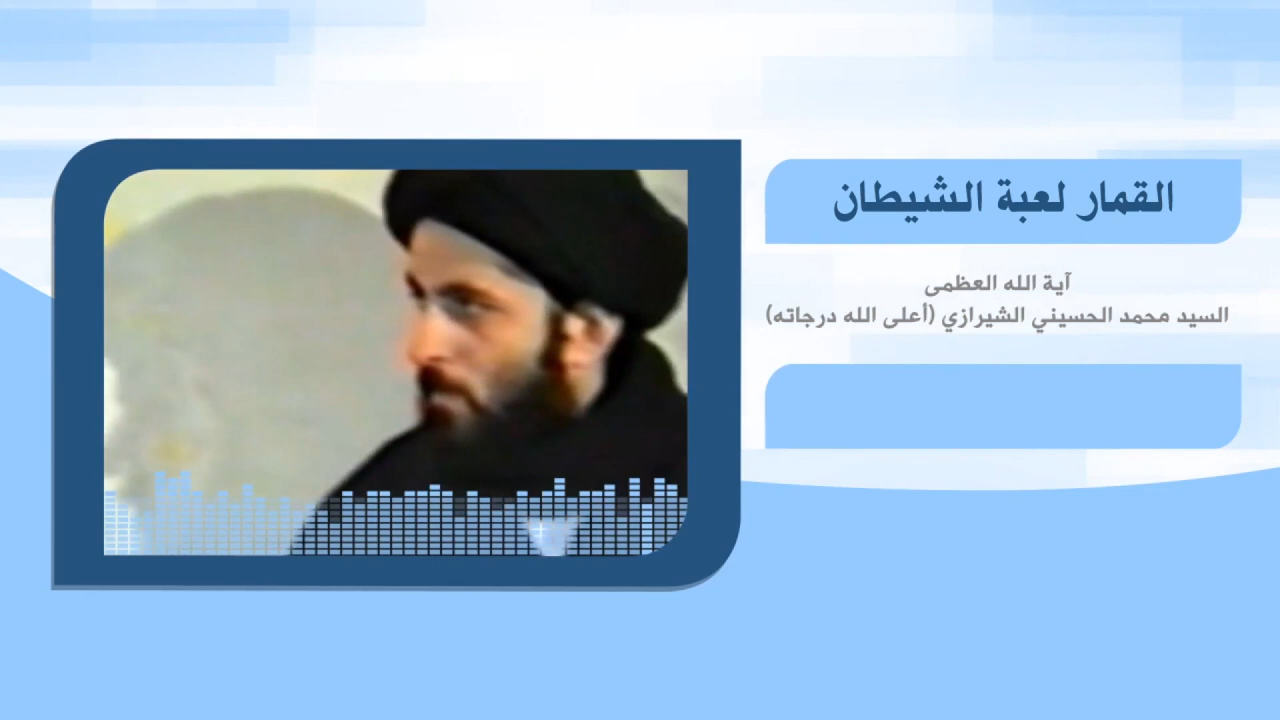 القمار لعبة الشيطان
آية الله العظمى
السيد محمد الحسيني الشيرازي (أعلى الله درجاته)